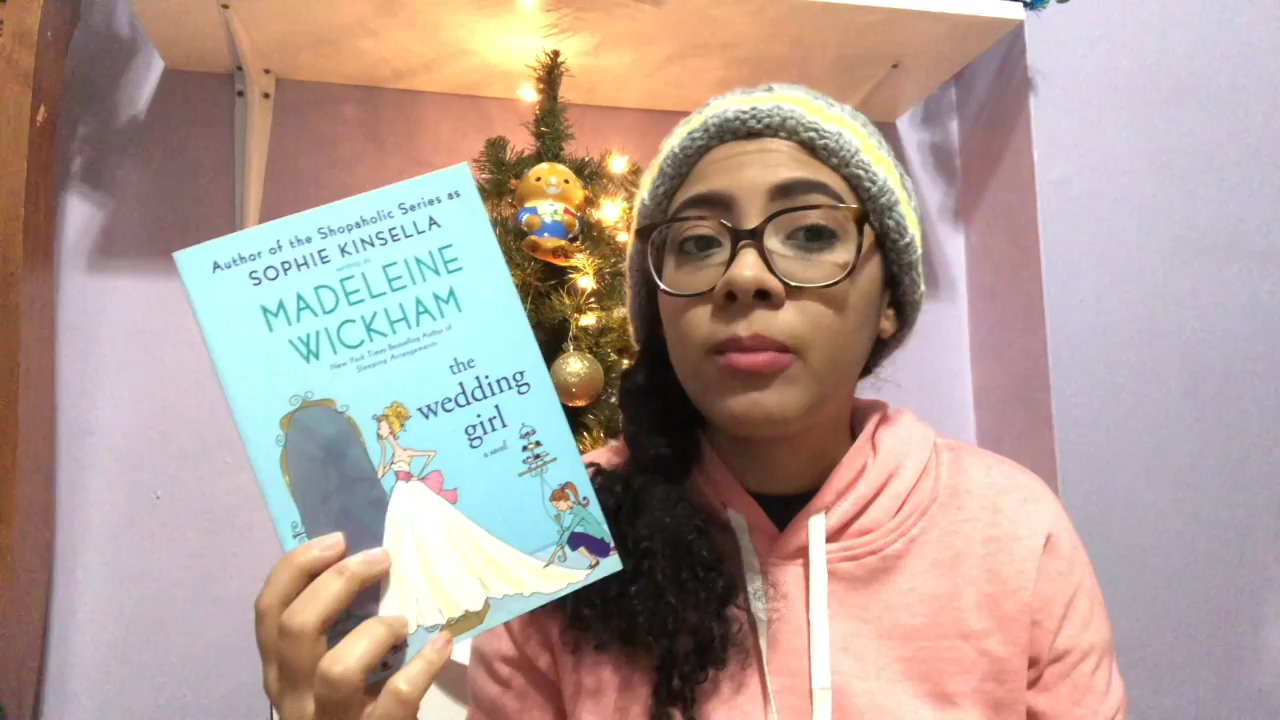 Author of the Shopaholic Series as
SOPHIE KINSELLA
writing as
MADELEINE
WICKHAM
New York Times Bestselling Author of
Sleeping Arrangements
the
wedding
girl
a novel